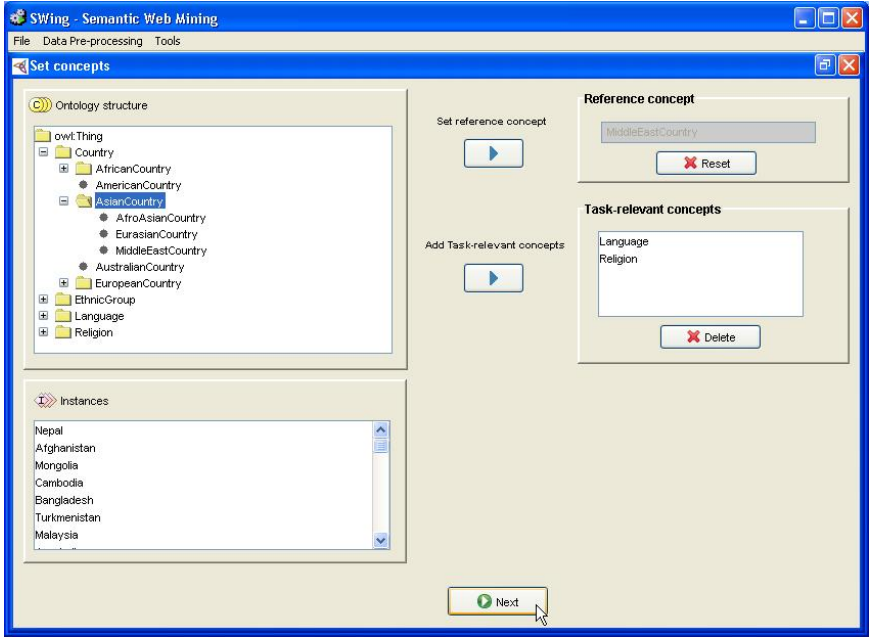 SWing - Semantic Web Mining
File Data Pre-processing Tools
Set concepts
Ontology structure
owl:Thing
Country
AfricanCountry
AmericanCountry
AsianCountry
AfroAsianCountry
EurasianCountry
MiddleEastCountry
AustralianCountry
EuropeanCountry
EthnicGroup
Language
Religion
Instances
Nepal
Afghanistan
Mongolia
Cambodia
Bangladesh
Turkmenistan
Malaysia
Set reference concept
Add Task-relevant concepts
Reference concept
MiddleEastCountry
Reset
Task-relevant concepts
Language
Religion
Delete
Next